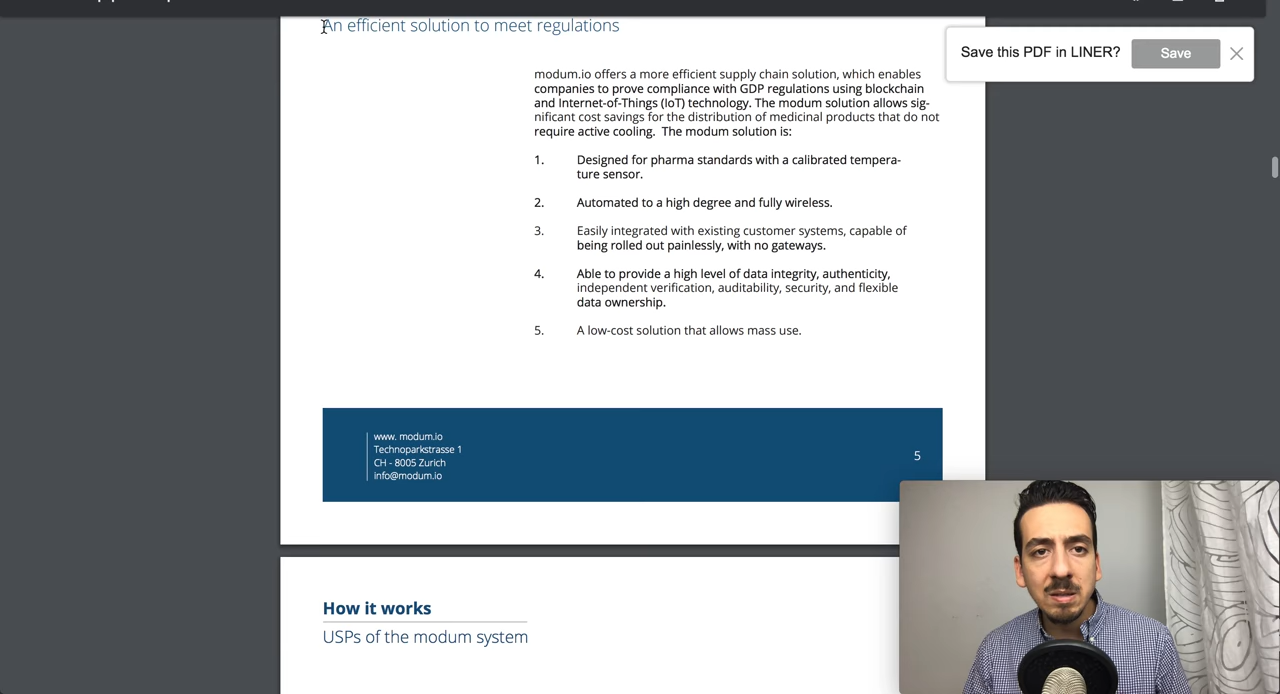 An efficient solution to meet regulations
Save this PDF in LINER?
Save
modum.io offers a more efficient supply chain solution, which enables
companies to prove compliance with GDP regulations using blockchain
and Internet-of-Things (IoT) technology. The modum solution allows sig-
nificant cost savings for the distribution of medicinal products that do not
require active cooling.  The modum solution is:
1. Designed for pharma standards with a calibrated tempera-
ture sensor.
2. Automated to a high degree and fully wireless.
3. Easily integrated with existing customer systems, capable of
being rolled out painlessly, with no gateways.
4. Able to provide a high level of data integrity, authenticity,
independent verification, auditability, security, and flexible
data ownership.
5. A low-cost solution that allows mass use.
www. modum.io
Technoparkstrasse 1
CH - 8005 Zurich
info@modum.io
5
How it works
USPs of the modum system